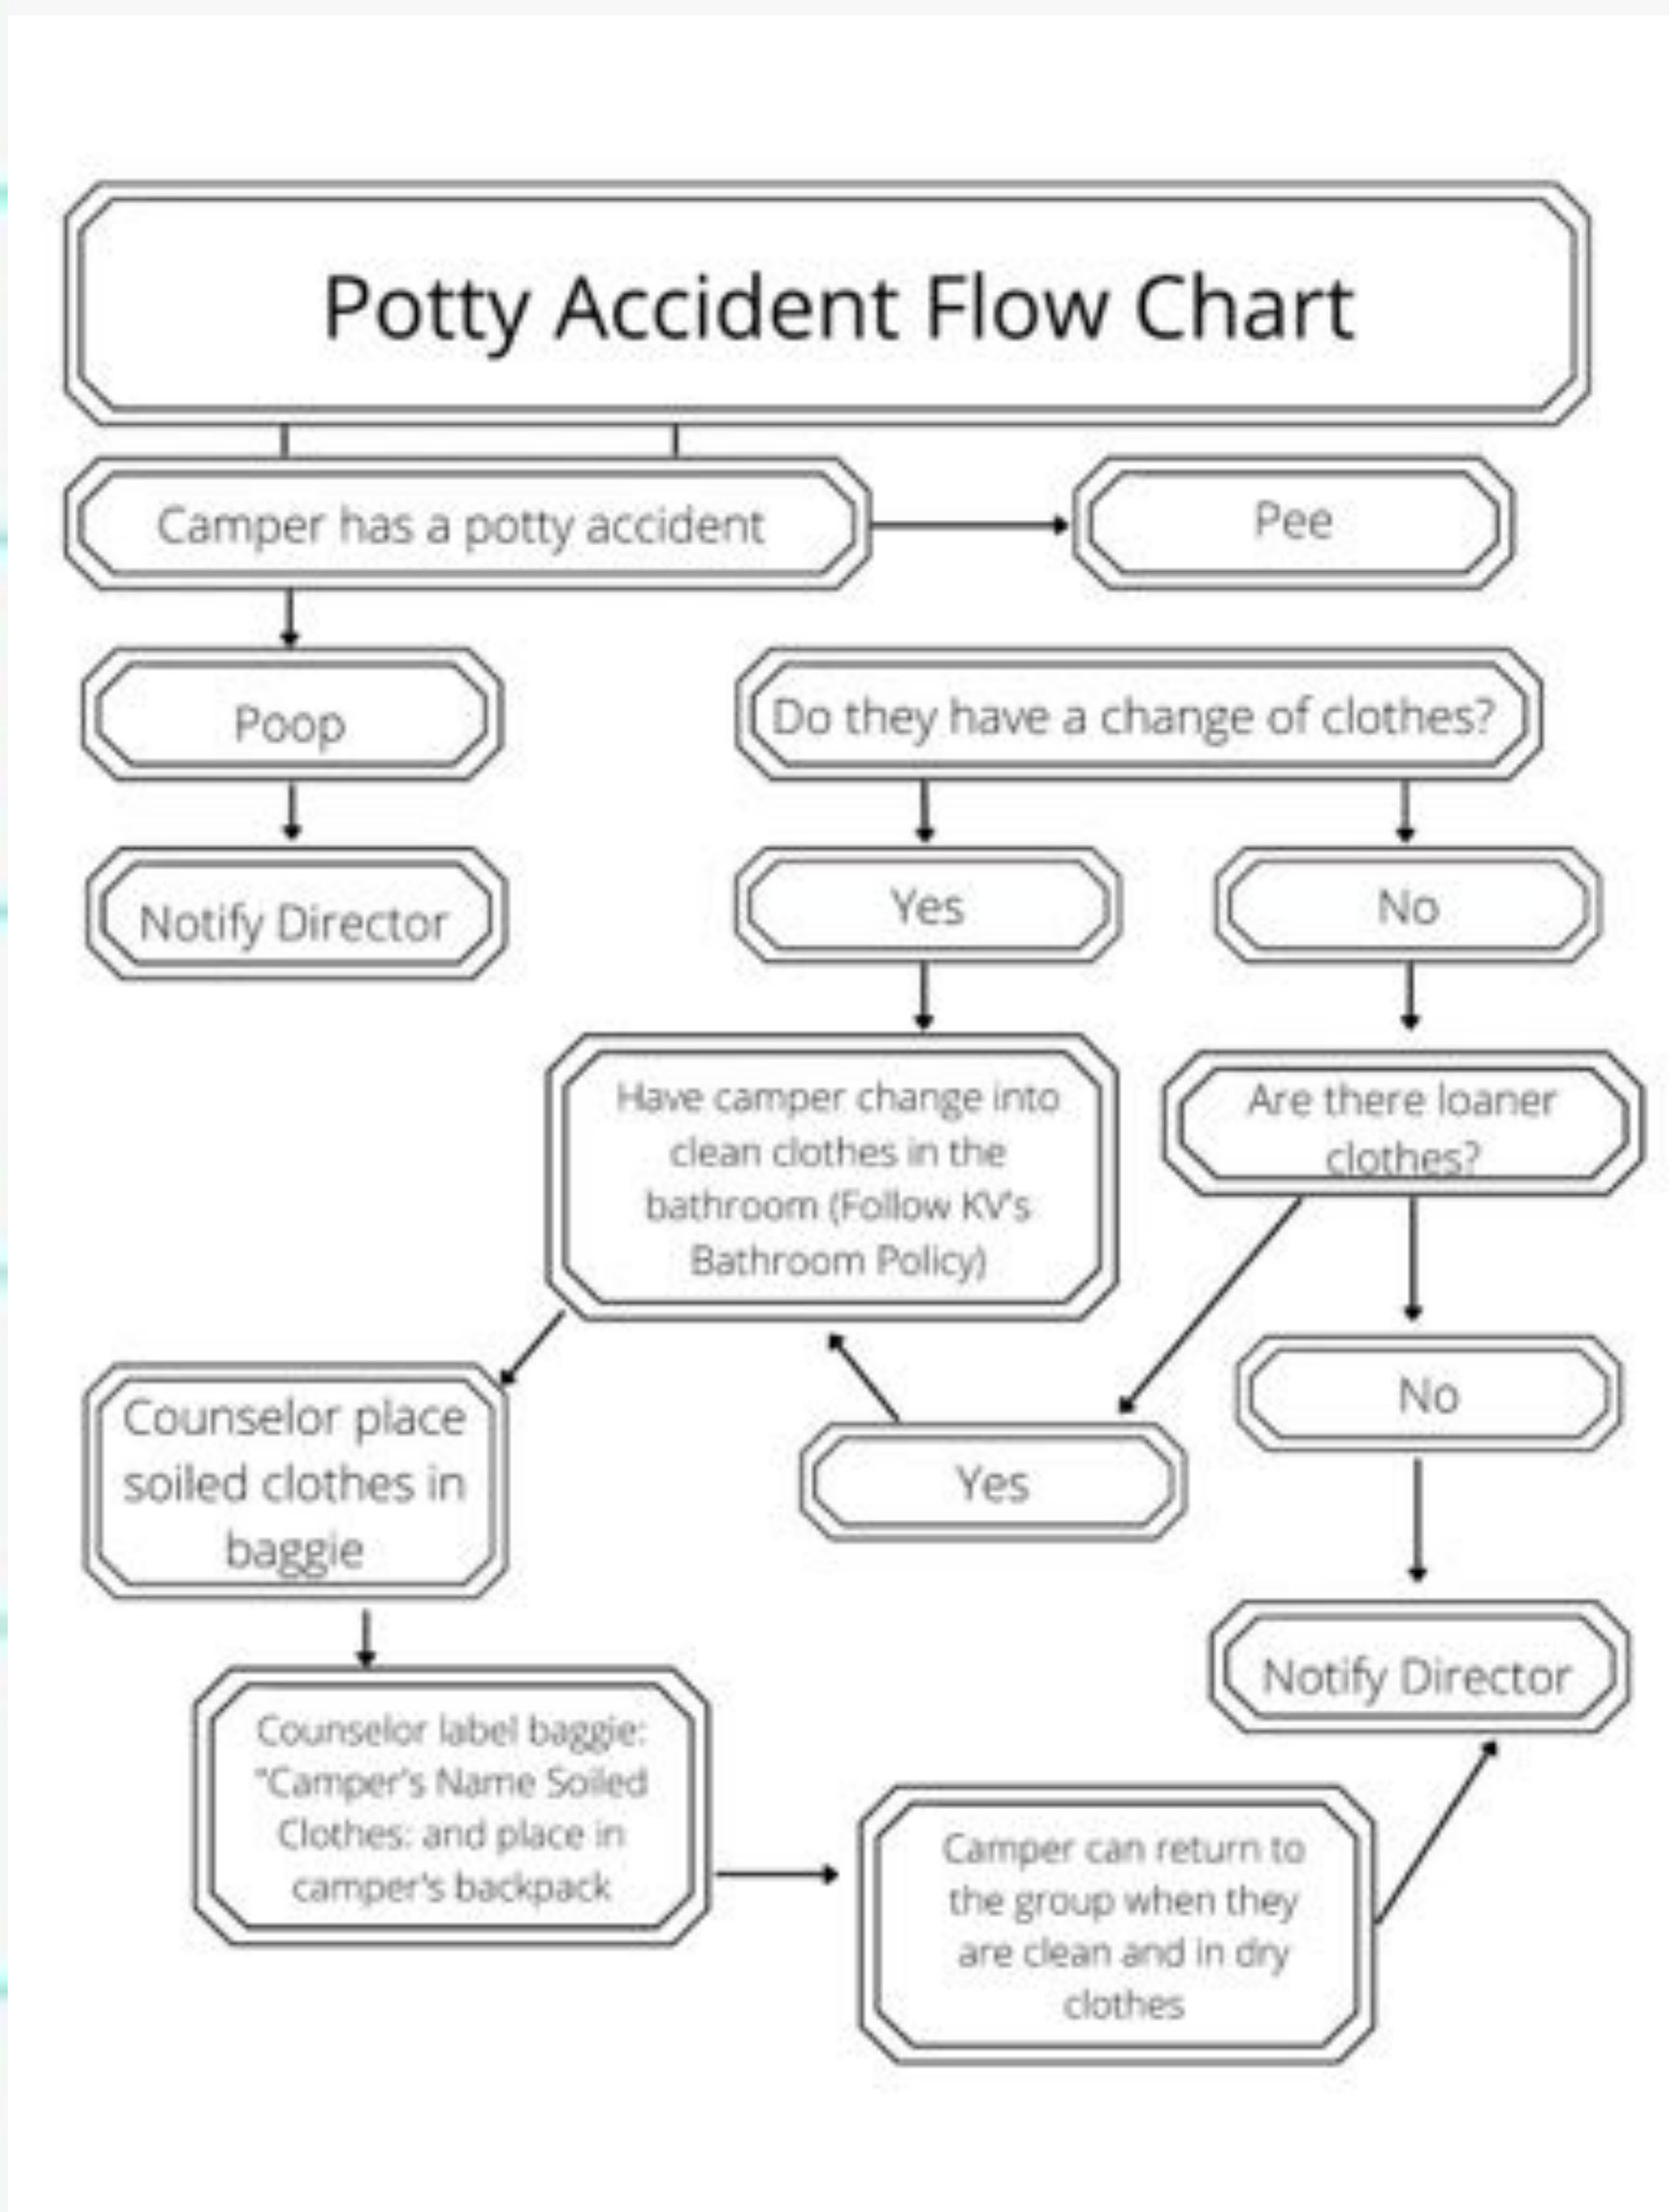 Potty Accident Flow Chart
Camper has a potty accident
Pee
Poop
Do they have a change of clothes?
Notify Director
Yes
No
Have camper change into
clean clothes in the
bathroom (Follow KV's
Bathroom Policy)
Are there loaner
clothes?
No
Yes
Counselor place
soiled clothes in
baggie
Notify Director
Counselor label baggie:
"Camper's Name Soiled
Clothes: and place in
camper's backpack
Camper can return to
the group when they
are clean and in dry
clothes